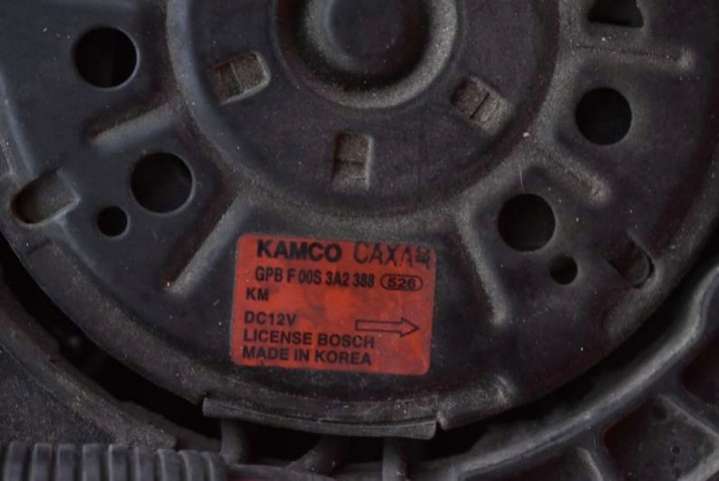 KAMCO
GPB F 00S 3A2 388 S26
KM
DC12V
LICENSE BOSCH
MADE IN KOREA